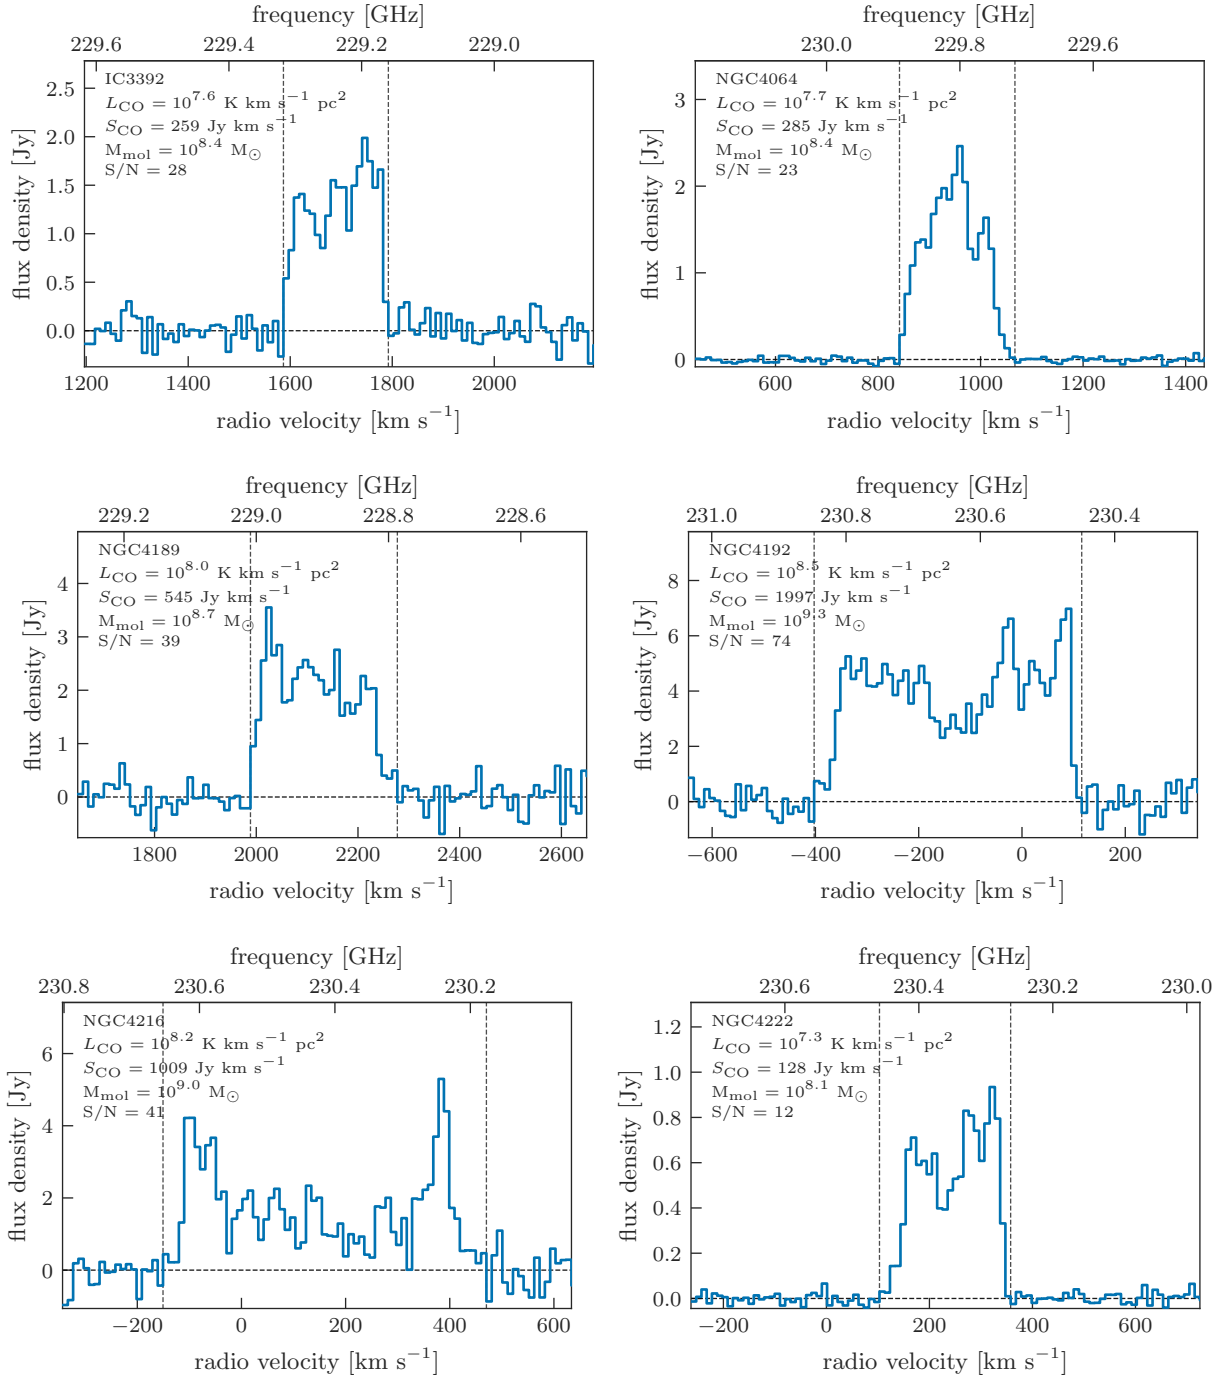 frequency [GHz]
229.6 229.4 229.2 229.0
IC3392
L_CO = 10^7.6 K km s^−1 pc^2
S_CO = 259 Jy km s^−1
M_mol = 10^8.4 M_⊙
S/N = 28
flux density [Jy]
2.5
2.0
1.5
1.0
0.5
0.0
1200 1400 1600 1800 2000
radio velocity [km s^−1]
frequency [GHz]
230.0 229.8 229.6
NGC4064
L_CO = 10^7.7 K km s^−1 pc^2
S_CO = 285 Jy km s^−1
M_mol = 10^8.4 M_⊙
S/N = 23
flux density [Jy]
3
2
1
0
600 800 1000 1200 1400
radio velocity [km s^−1]
frequency [GHz]
229.2 229.0 228.8 228.6
NGC4189
L_CO = 10^8.0 K km s^−1 pc^2
S_CO = 545 Jy km s^−1
M_mol = 10^8.7 M_⊙
S/N = 39
flux density [Jy]
4
3
2
1
0
1800 2000 2200 2400 2600
radio velocity [km s^−1]
frequency [GHz]
231.0 230.8 230.6 230.4
NGC4192
L_CO = 10^8.5 K km s^−1 pc^2
S_CO = 1997 Jy km s^−1
M_mol = 10^9.3 M_⊙
S/N = 74
flux density [Jy]
8
6
4
2
0
−600 −400 −200 0 200
radio velocity [km s^−1]
frequency [GHz]
230.8 230.6 230.4 230.2
NGC4216
L_CO = 10^8.2 K km s^−1 pc^2
S_CO = 1009 Jy km s^−1
M_mol = 10^9.0 M_⊙
S/N = 41
flux density [Jy]
6
4
2
0
−200 0 200 400 600
radio velocity [km s^−1]
frequency [GHz]
230.6 230.4 230.2 230.0
NGC4222
L_CO = 10^7.3 K km s^−1 pc^2
S_CO = 128 Jy km s^−1
M_mol = 10^8.1 M_⊙
S/N = 12
flux density [Jy]
1.2
1.0
0.8
0.6
0.4
0.2
0.0
−200 0 200 400 600
radio velocity [km s^−1]